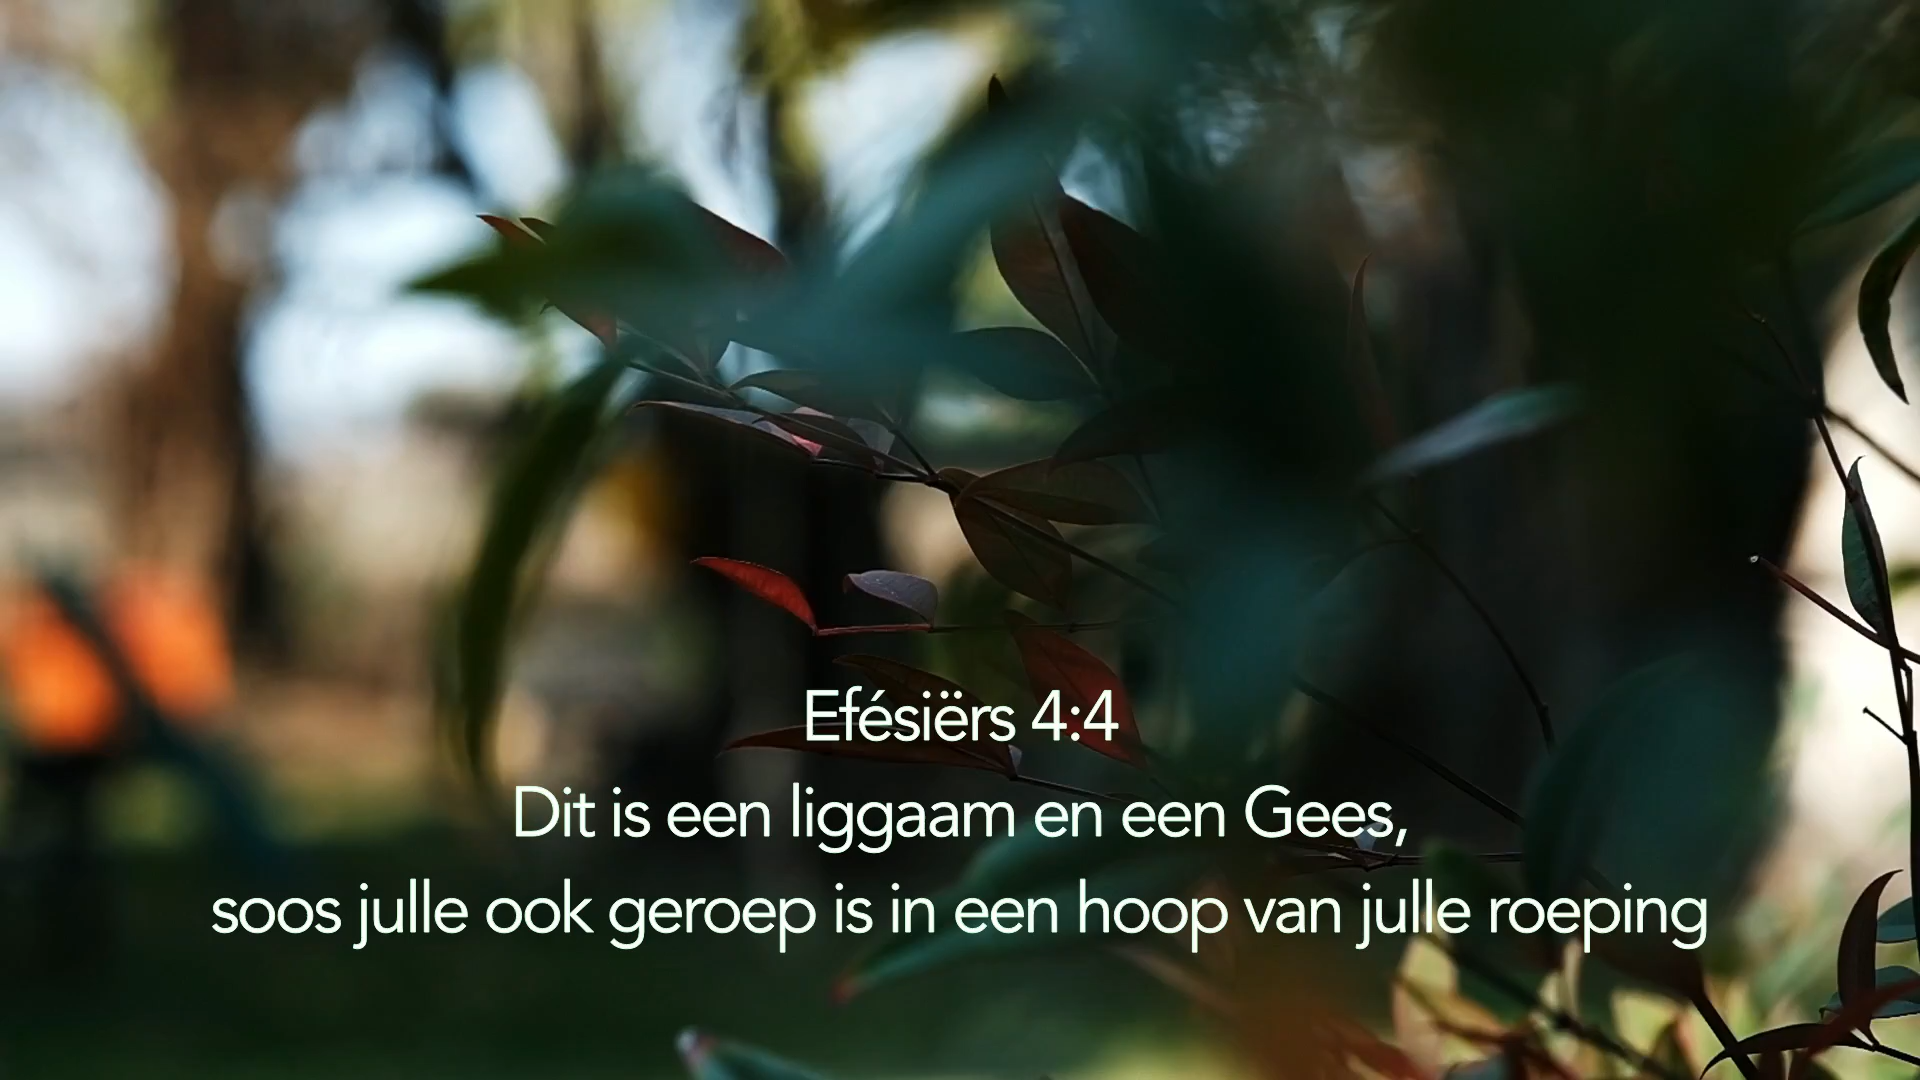 Efésiërs 4:4
Dit is een liggaam en een Gees,
soos julle ook geroep is in een hoop van julle roeping